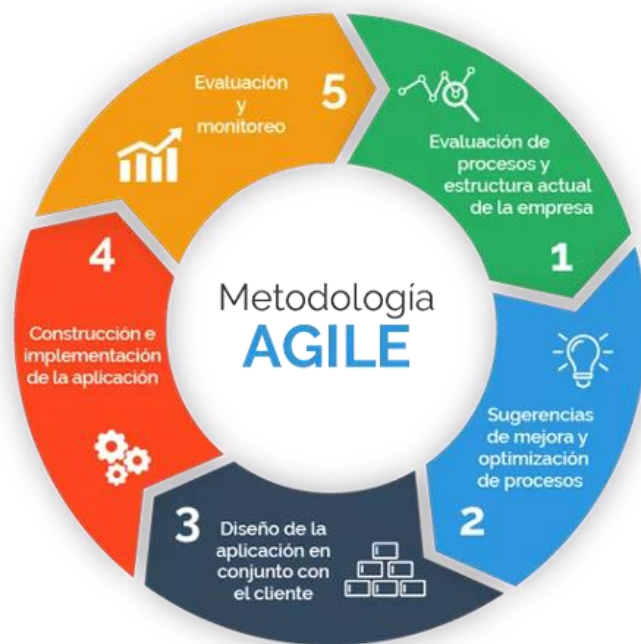 Metodología
AGILE
Evaluación de
procesos y
estructura actual
de la empresa
1
Sugerencias
de mejora y
optimización
de procesos
2
3
Diseño de la
aplicación en
conjunto con
el cliente
4
Construcción e
implementación
de la aplicación
Evaluación
y
monitoreo
5